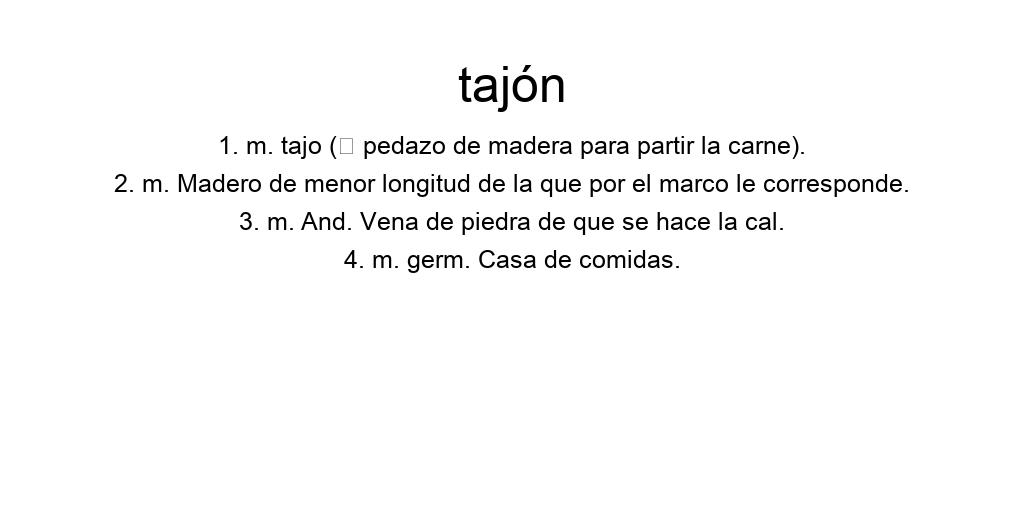 tajón
1. m. tajo (▯ pedazo de madera para partir la carne).
2. m. Madero de menor longitud de la que por el marco le corresponde.
3. m. And. Vena de piedra de que se hace la cal.
4. m. germ. Casa de comidas.